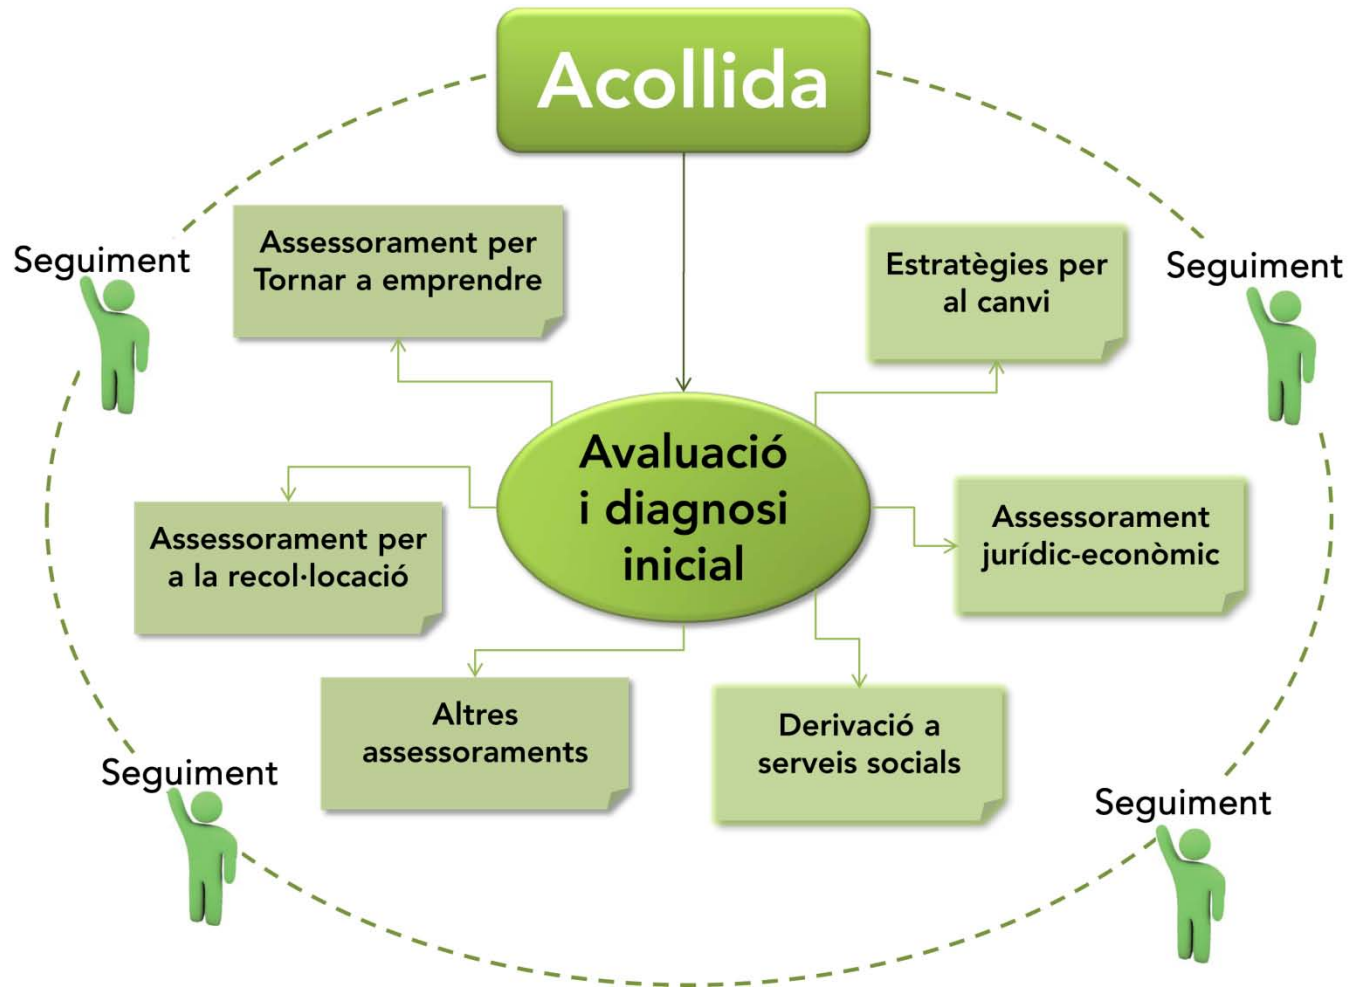 Acollida
Assessorament per
Tornar a emprendre
Estratègies per
al canvi
Seguiment
Seguiment
Avaluació
i diagnosi
inicial
Assessorament per
a la recol·locació
Assessorament
jurídic-econòmic
Altres
assessoraments
Derivació a
serveis socials
Seguiment
Seguiment